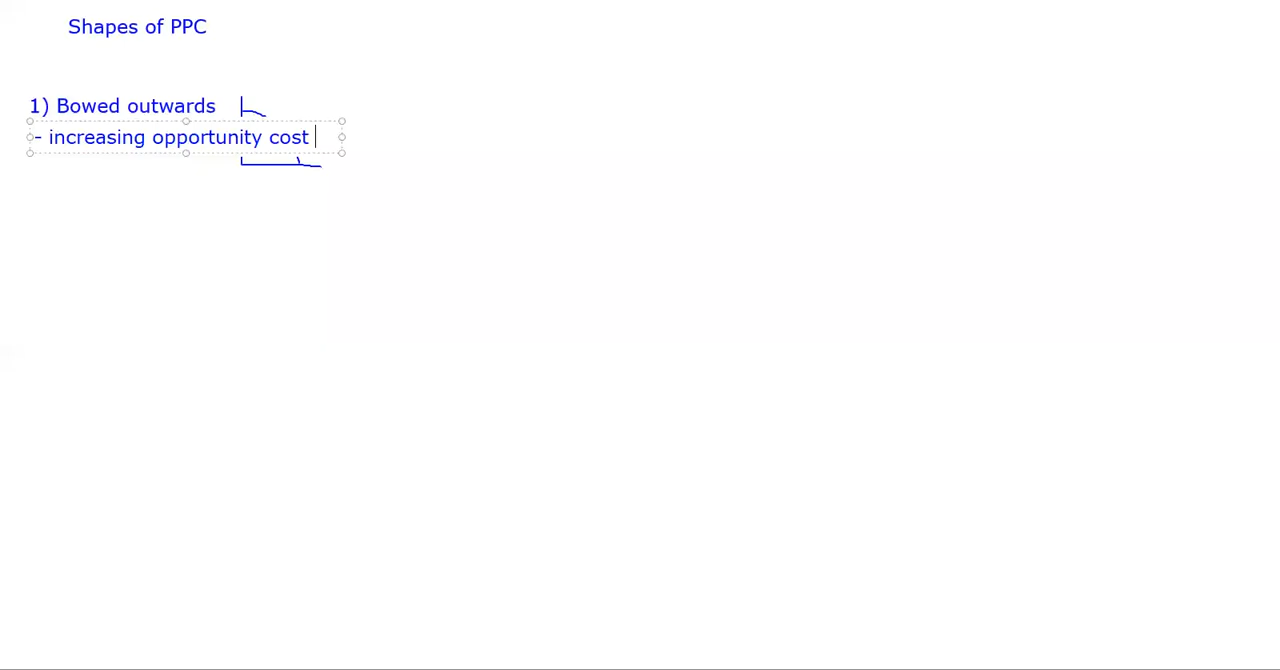 Shapes of PPC
1) Bowed outwards
- increasing opportunity cost